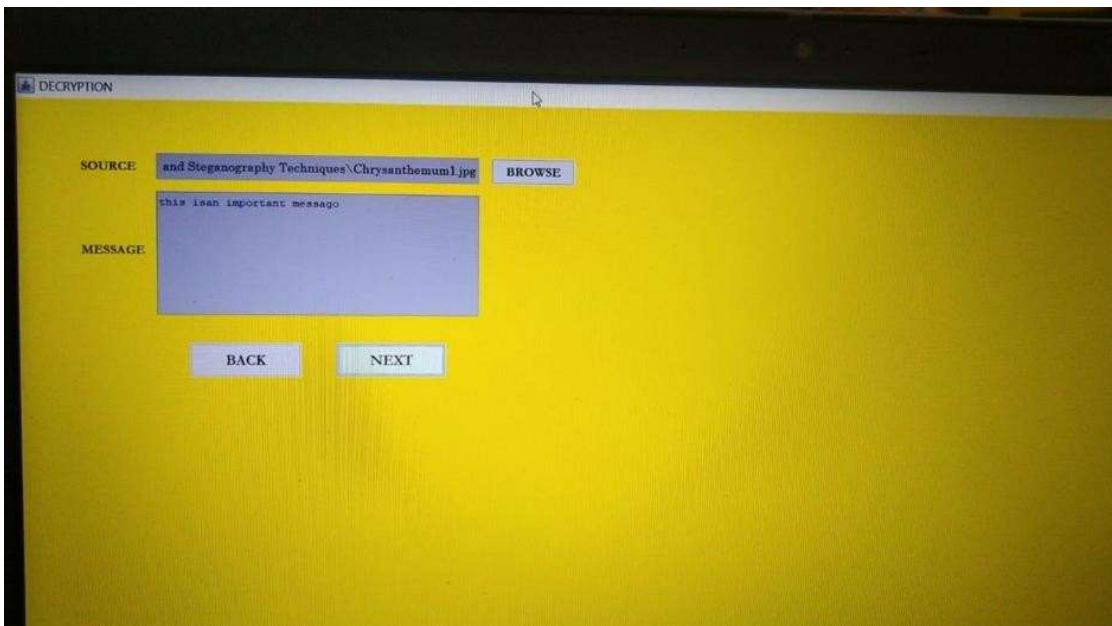 DECRYPTION
SOURCE and Steganography Techniques\Chrysanthemum1.jpg BROWSE
MESSAGE this isan important messago
BACK NEXT